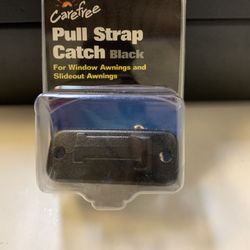 Carefree
Pull Strap
Catch Black
For Window Awnings and
Slideout Awnings